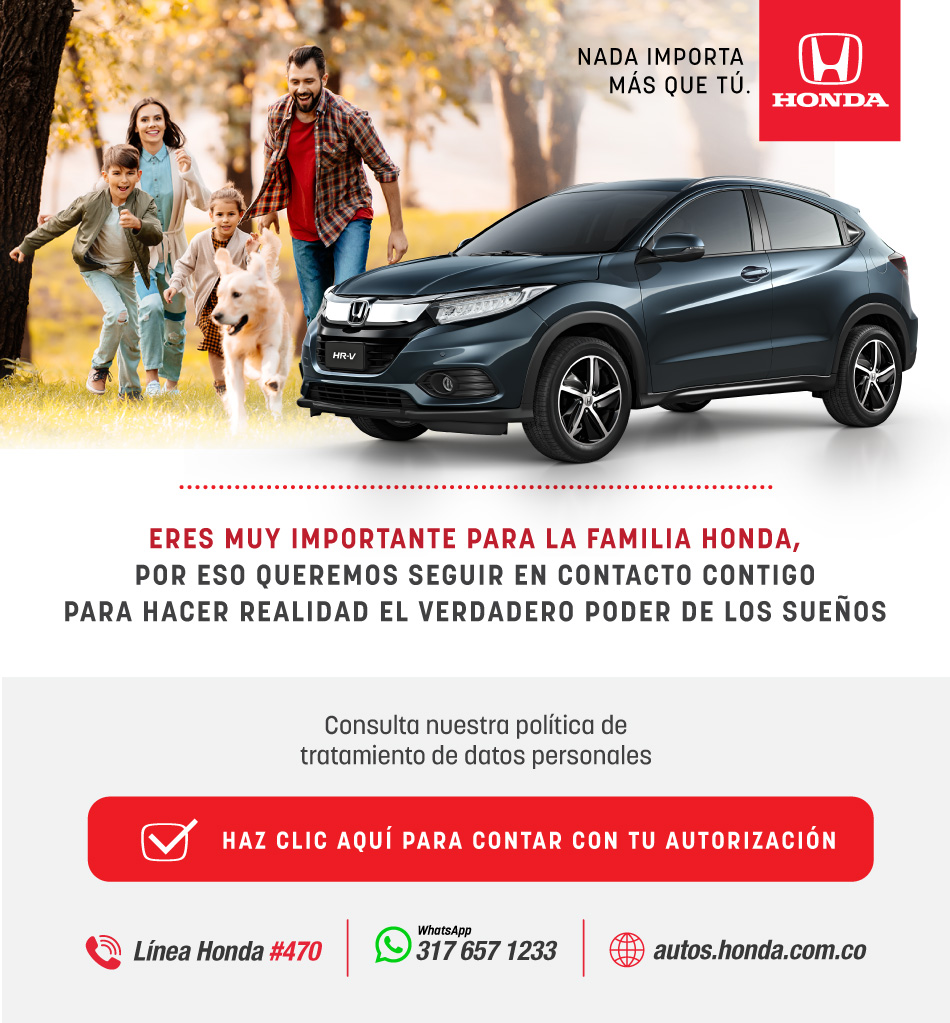 NADA IMPORTA
MÁS QUE TÚ.
HONDA
HR-V
ERES MUY IMPORTANTE PARA LA FAMILIA HONDA,
POR ESO QUEREMOS SEGUIR EN CONTACTO CONTIGO
PARA HACER REALIDAD EL VERDADERO PODER DE LOS SUEÑOS
Consulta nuestra política de
tratamiento de datos personales
HAZ CLIC AQUÍ PARA CONTAR CON TU AUTORIZACIÓN
Línea Honda #470
WhatsApp
317 657 1233
autos.honda.com.co